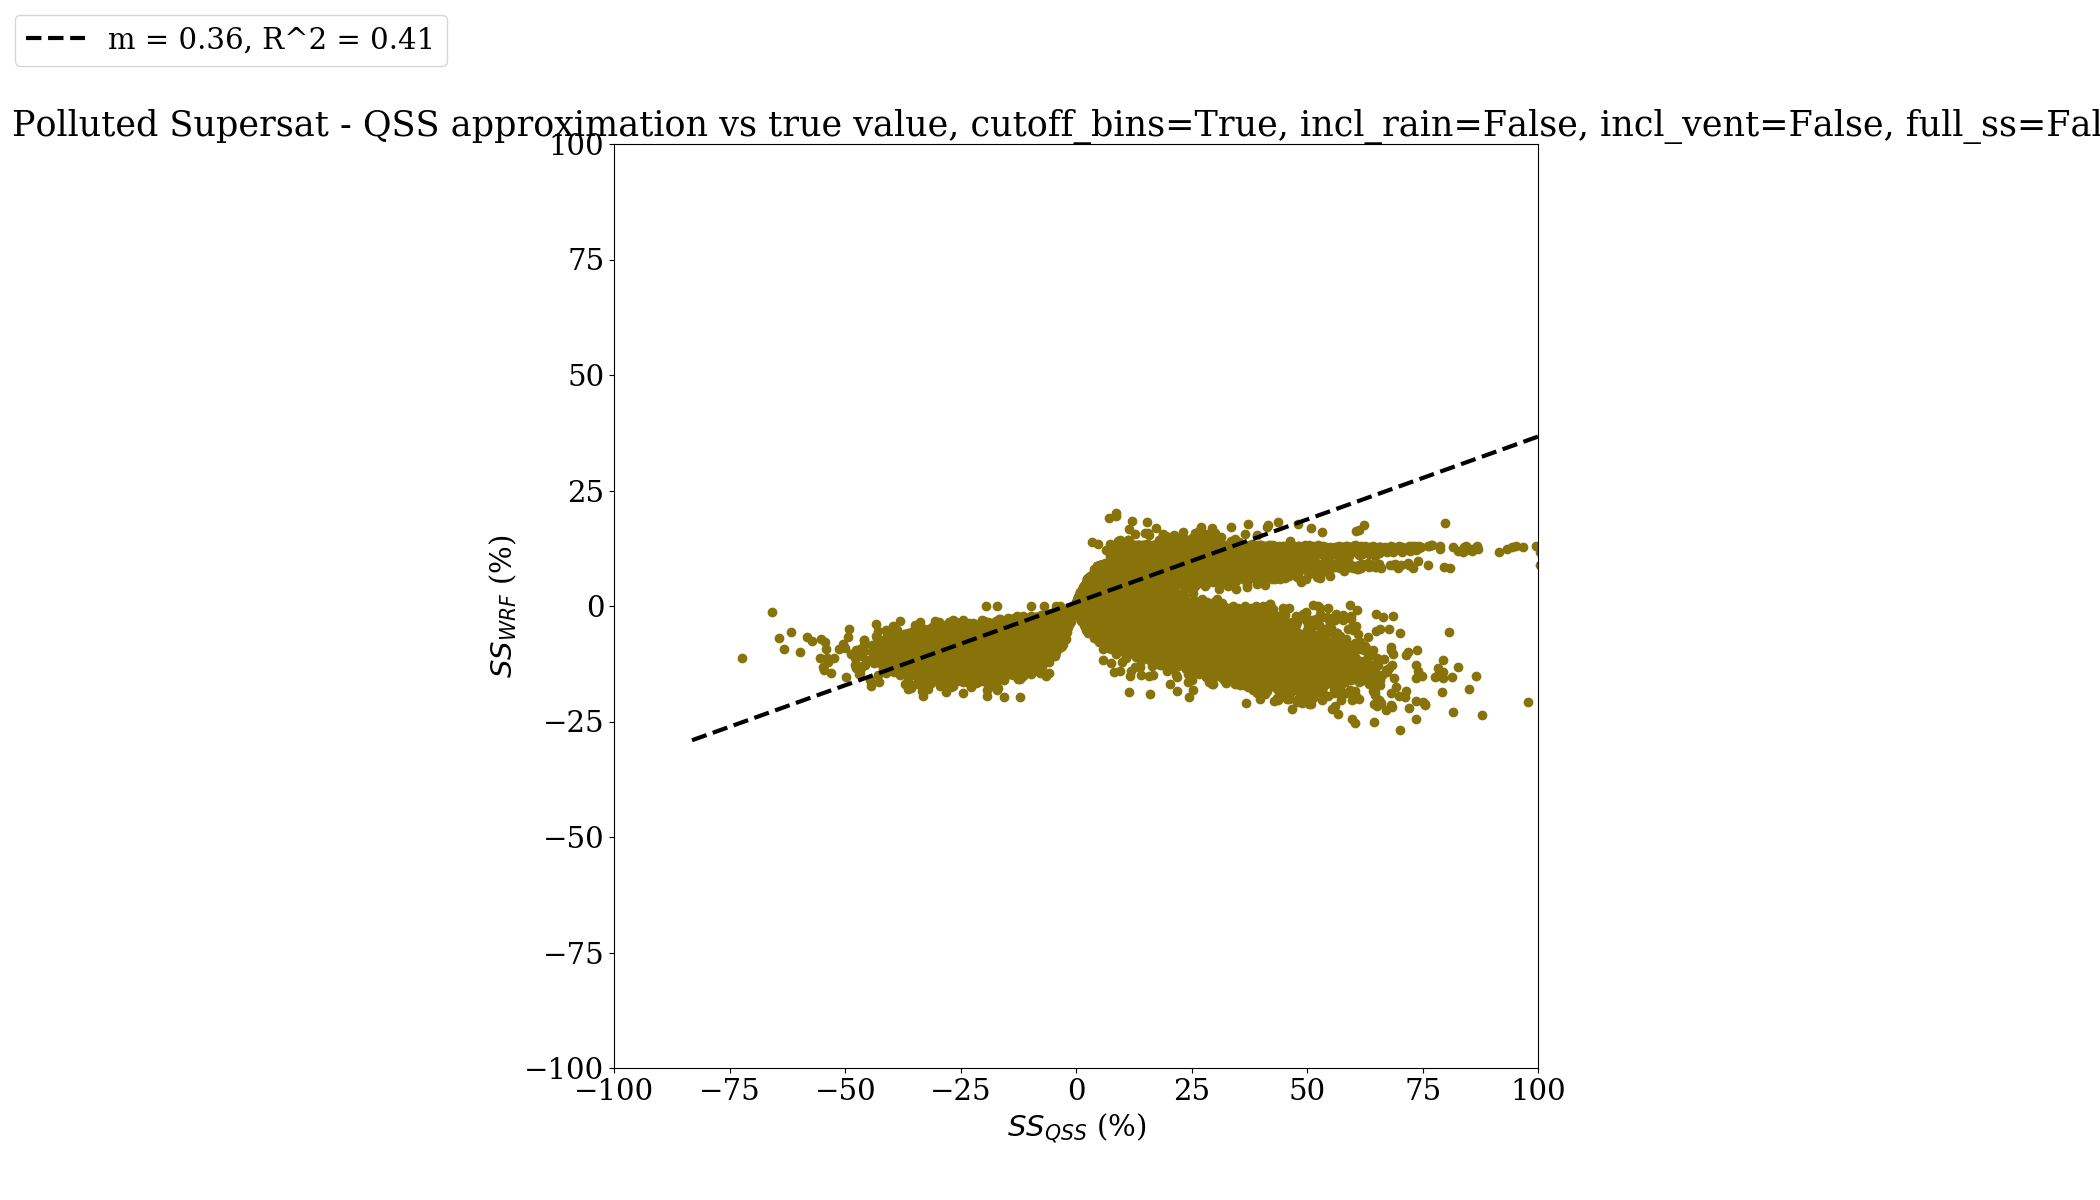 m = 0.36, R^2 = 0.41
Polluted Supersat - QSS approximation vs true value, cutoff_bins=True, incl_rain=False, incl_vent=False, full_ss=Fal
100
75
50
25
0
−25
−50
−75
−100
SS_WRF (%)
−100 −75 −50 −25 0 25 50 75 100
SS_QSS (%)